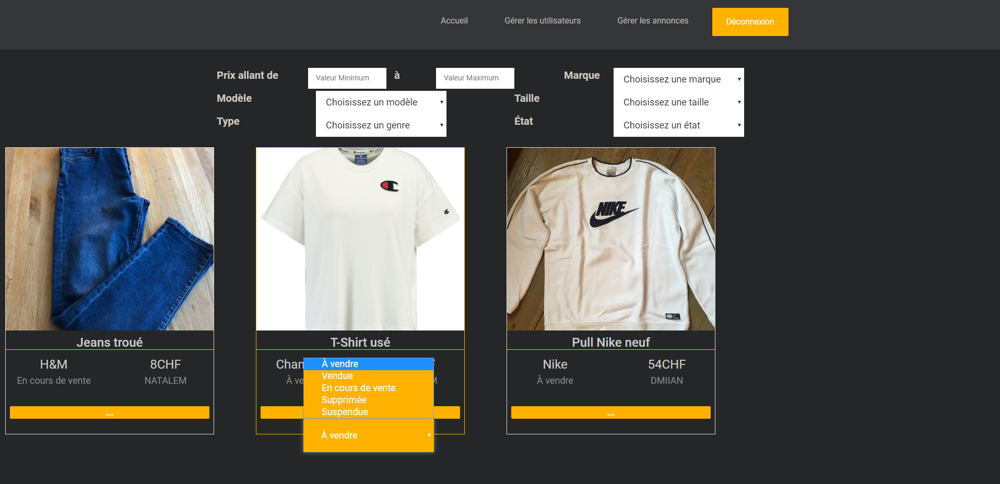 Accueil
Gérer les utilisateurs
Gérer les annonces
Déconnexion
Prix allant de
Valeur Minimum
à
Valeur Maximum
Marque
Choisissez une marque
Modèle
Choisissez un modèle
Taille
Choisissez une taille
Type
Choisissez un genre
État
Choisissez un état
NIKE
Jeans troué
H&M
8CHF
En cours de vente
NATALEM
...
T-Shirt usé
À vendre
Vendue
En cours de vente
Supprimée
Suspendue
À vendre
Pull Nike neuf
Nike
54CHF
À vendre
DMIIAN
...